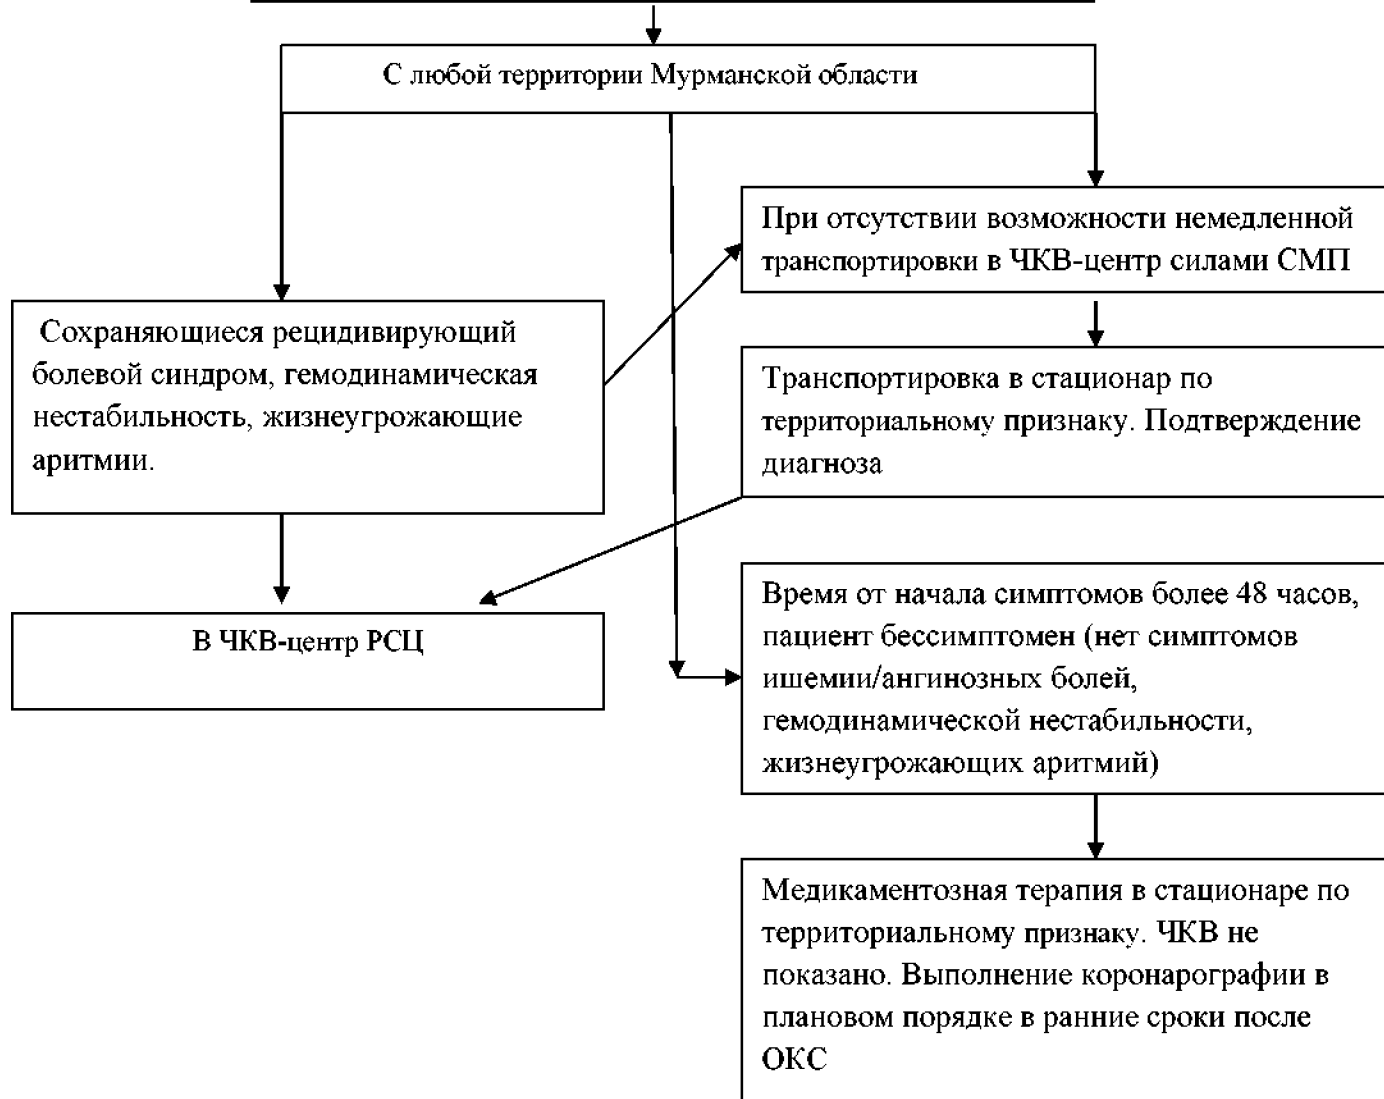 С любой территории Мурманской области
При отсутствии возможности немедленной
транспортировки в ЧКВ-центр силами СМП
Сохраняющиеся рецидивирующий
болевой синдром, гемодинамическая
нестабильность, жизнеугрожающие
аритмии.
Транспортировка в стационар по
территориальному признаку. Подтверждение
диагноза
В ЧКВ-центр РСЦ
Время от начала симптомов более 48 часов,
пациент бессимптомен (нет симптомов
ишемии/ангинозных болей,
гемодинамической нестабильности,
жизнеугрожающих аритмий)
Медикаментозная терапия в стационаре по
территориальному признаку. ЧКВ не
показано. Выполнение коронарографии в
плановом порядке в ранние сроки после
ОКС